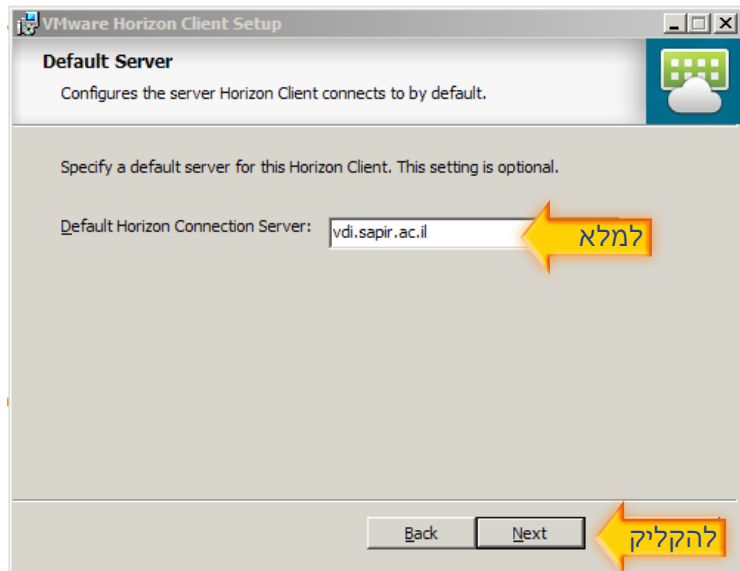 VMware Horizon Client Setup
Default Server
Configures the server Horizon Client connects to by default.
Specify a default server for this Horizon Client. This setting is optional.
Default Horizon Connection Server: vdi.sapir.ac.il
למלא
Back Next
להקליק